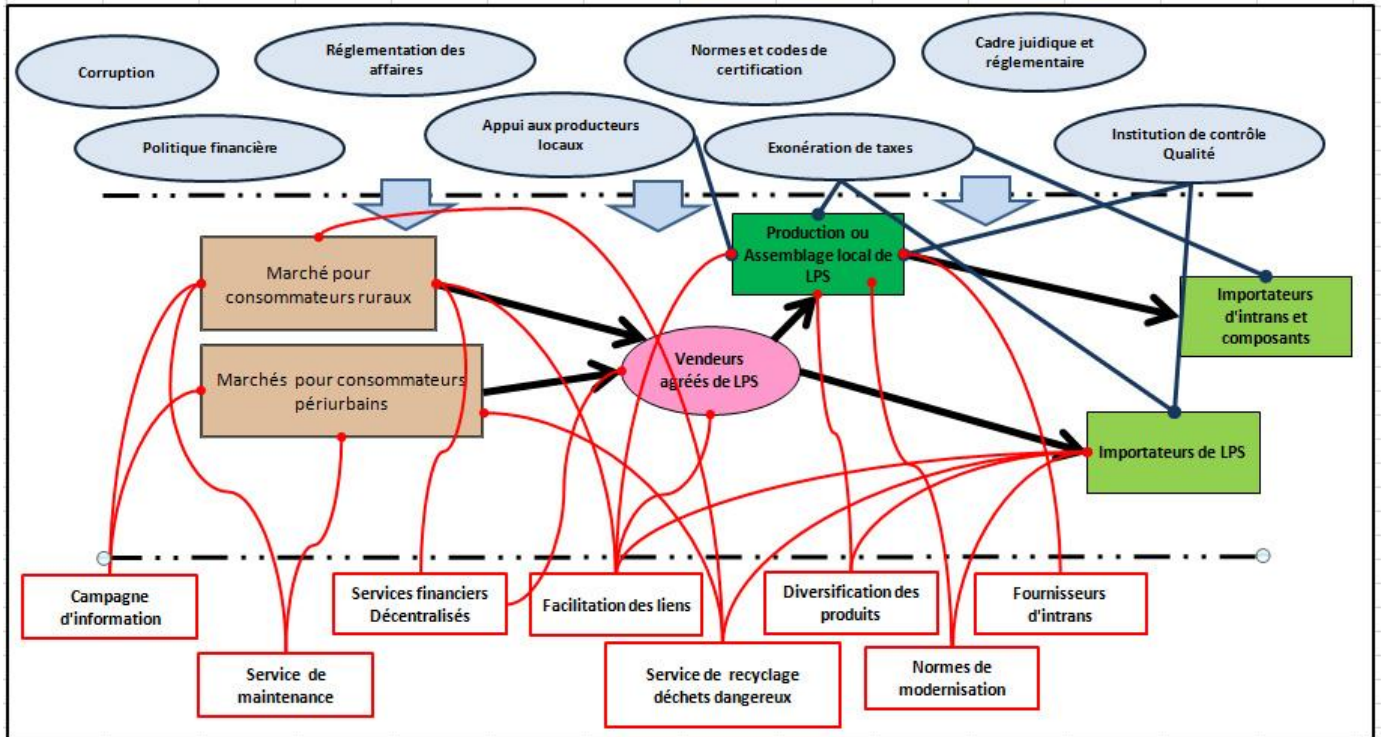 Corruption
Réglementation des
affaires
Normes et codes de
certification
Cadre juidique et
réglementaire
Politique financière
Appui aux producteurs
locaux
Exonération de taxes
Institution de contrôle
Qualité
Marché pour
consommateurs ruraux
Production ou
Assemblage local de
LPS
Importateurs
d'intrans et
composants
Marchés pour consommateurs
périurbains
Vendeurs
agréés de LPS
Importateurs de LPS
Campagne
d'information
Services financiers
Décentralisés
Facilitation des liens
Diversification des
produits
Fournisseurs
d'intrans
Service de
maintenance
Service de recyclage
déchets dangereux
Normes de
modernisation